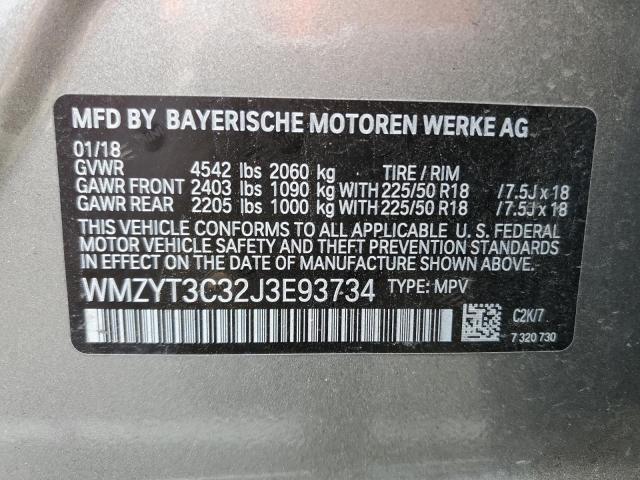 MFD BY BAYERISCHE MOTOREN WERKE AG
01/18
GVWR 4542 lbs 2060 kg TIRE / RIM
GAWR FRONT 2403 lbs 1090 kg WITH 225/50 R18 / 7.5J x 18
GAWR REAR 2205 lbs 1000 kg WITH 225/50 R18 / 7.5J x 18
THIS VEHICLE CONFORMS TO ALL APPLICABLE U. S. FEDERAL
MOTOR VEHICLE SAFETY AND THEFT PREVENTION STANDARDS
IN EFFECT ON THE DATE OF MANUFACTURE SHOWN ABOVE.
WMZYT3C32J3E93734 TYPE: MPV
C2K/7
7 320 730